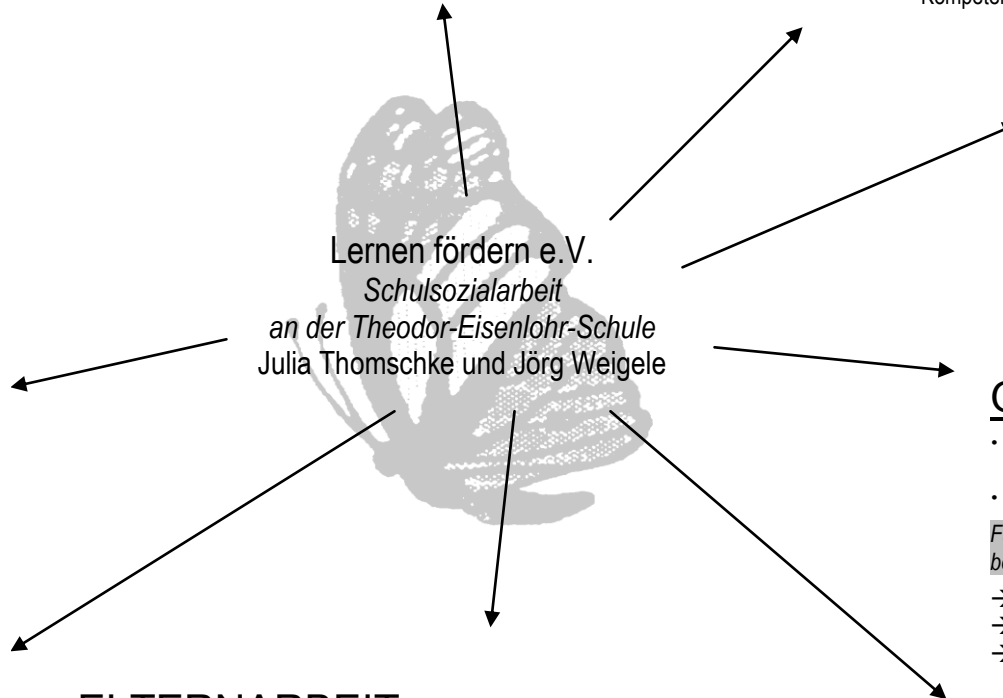 Lernen fördern e.V.
Schulsozialarbeit
an der Theodor-Eisenlohr-Schule
Julia Thomschke und Jörg Weigele